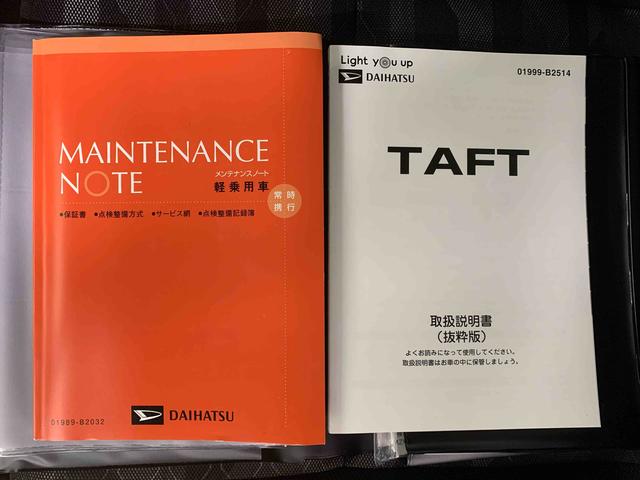 MAINTENANCE
NOTE
メンテナンスノート
軽乗用車
常時
携行
●保証書 ●点検整備方式 ●サービス網 ●点検整備記録簿
DAIHATSU
01989-B2032
Light you up
DAIHATSU
01999-B2514
TAFT
取扱説明書
（抜粋版）
よくお読みになって使用してください。
取扱説明書はお車の中に保管しましょう。